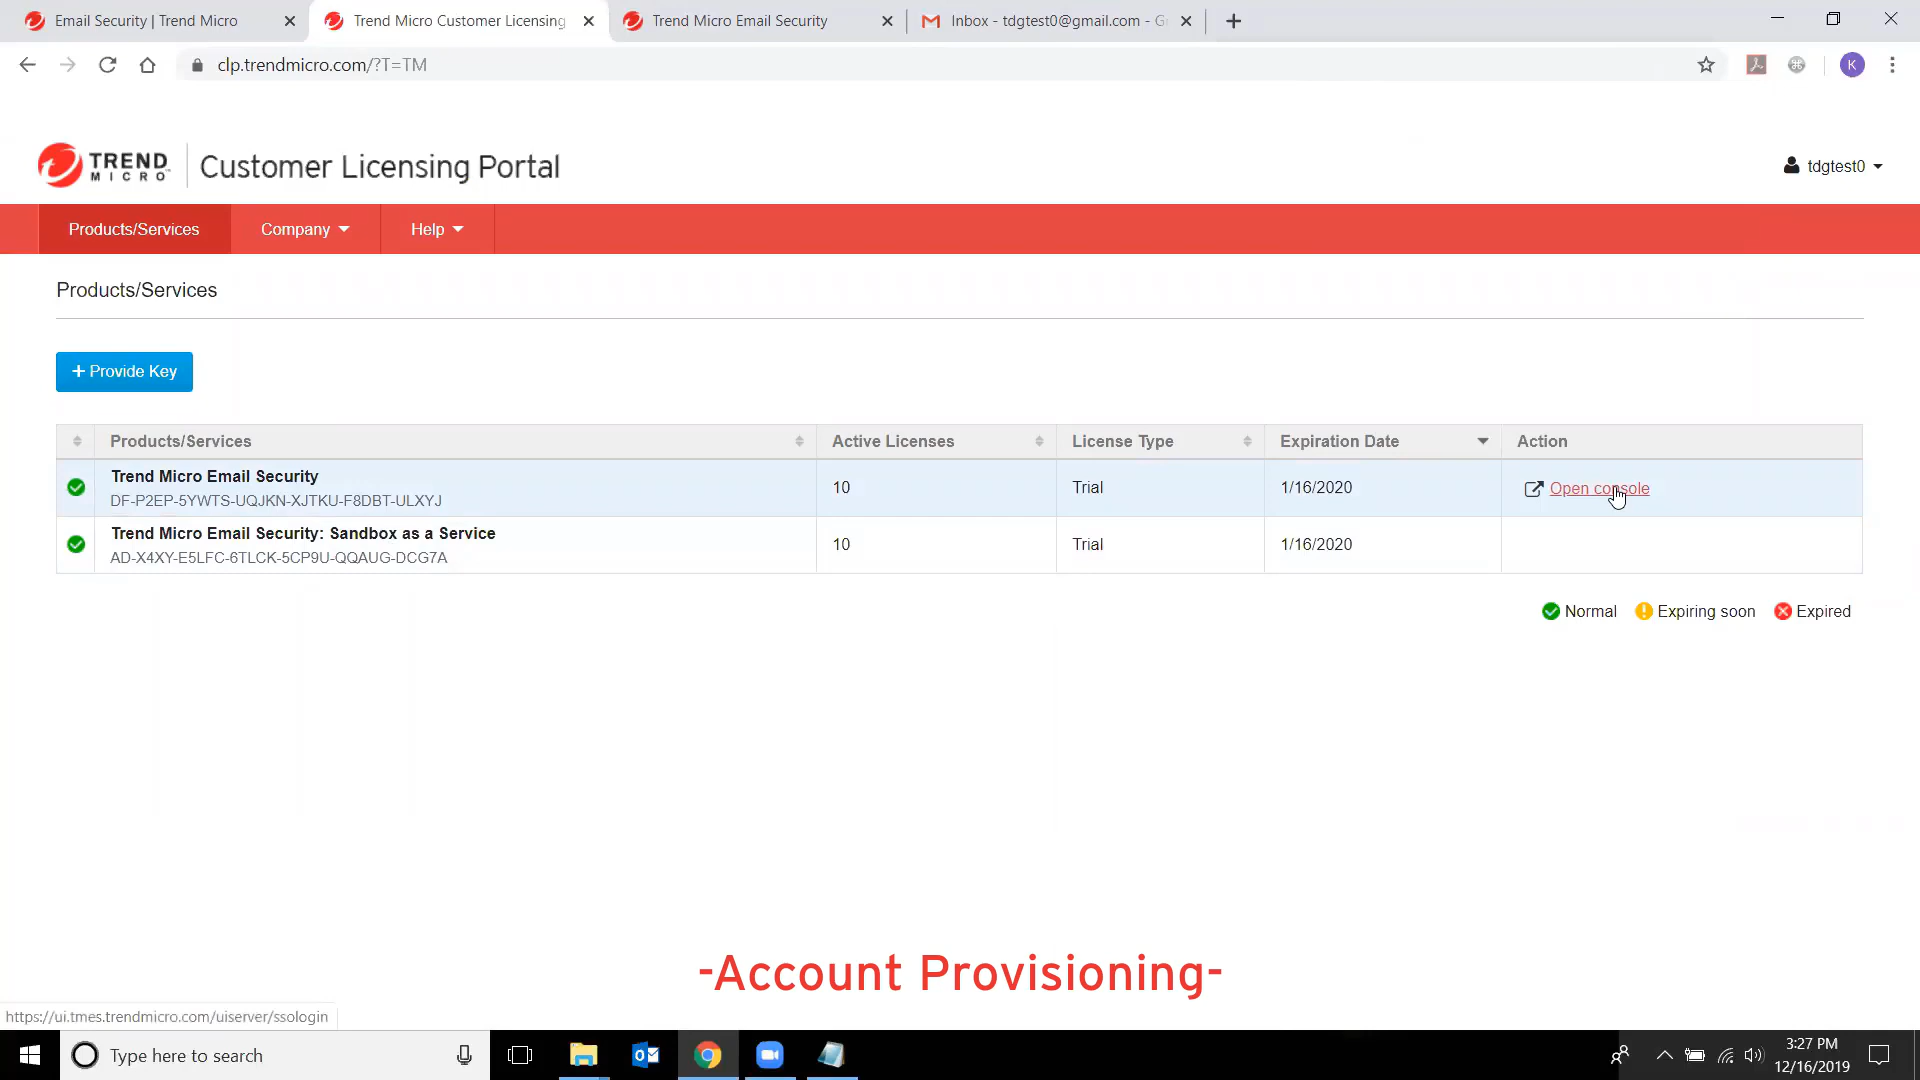 Email Security | Trend Micro
Trend Micro Customer Licensing
Trend Micro Email Security
Inbox - tdgtest0@gmail.com - G
clp.trendmicro.com/?T=TM
K
TREND MICRO
Customer Licensing Portal
tdgtest0
Products/Services
Company
Help
Products/Services
+ Provide Key
Products/Services Active Licenses License Type Expiration Date Action
Trend Micro Email Security
DF-P2EP-5YWTS-UQJKN-XJTKU-F8DBT-ULXYJ
10 Trial 1/16/2020 Open console
Trend Micro Email Security: Sandbox as a Service
AD-X4XY-E5LFC-6TLCK-5CP9U-QQAUG-DCG7A
10 Trial 1/16/2020
Normal Expiring soon Expired
-Account Provisioning-
https://ui.tmes.trendmicro.com/uiserver/ssologin
Type here to search
3:27 PM
12/16/2019